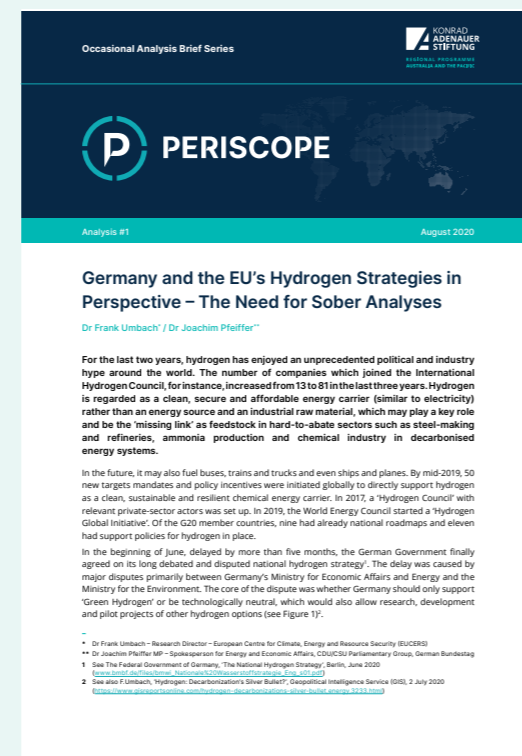 Occasional Analysis Brief Series
KONRAD
ADENAUER
STIFTUNG
REGIONAL PROGRAMME
AUSTRALIA AND THE PACIFIC
P PERISCOPE
Analysis #1
August 2020
Germany and the EU's Hydrogen Strategies in
Perspective – The Need for Sober Analyses
Dr Frank Umbach* / Dr Joachim Pfeiffer**
For the last two years, hydrogen has enjoyed an unprecedented political and industry
hype around the world. The number of companies which joined the International
Hydrogen Council, for instance, increased from 13 to 81 in the last three years. Hydrogen
is regarded as a clean, secure and affordable energy carrier (similar to electricity)
rather than an energy source and an industrial raw material, which may play a key role
and be the 'missing link' as feedstock in hard-to-abate sectors such as steel-making
and refineries, ammonia production and chemical industry in decarbonised
energy systems.
In the future, it may also fuel buses, trains and trucks and even ships and planes. By mid-2019, 50
new targets mandates and policy incentives were initiated globally to directly support hydrogen
as a clean, sustainable and resilient chemical energy carrier. In 2017, a 'Hydrogen Council' with
relevant private-sector actors was set up. In 2019, the World Energy Council started a 'Hydrogen
Global Initiative'. Of the G20 member countries, nine had already national roadmaps and eleven
had support policies for hydrogen in place.
In the beginning of June, delayed by more than five months, the German Government finally
agreed on its long debated and disputed national hydrogen strategy1. The delay was caused by
major disputes primarily between Germany's Ministry for Economic Affairs and Energy and the
Ministry for the Environment. The core of the dispute was whether Germany should only support
'Green Hydrogen' or be technologically neutral, which would also allow research, development
and pilot projects of other hydrogen options (see Figure 1)2.
–
* Dr Frank Umbach – Research Director – European Centre for Climate, Energy and Resource Security (EUCERS)
** Dr Joachim Pfeiffer MP – Spokesperson for Energy and Economic Affairs, CDU/CSU Parliamentary Group, German Bundestag
1 See The Federal Government of Germany, 'The National Hydrogen Strategy', Berlin, June 2020
(www.bmbf.de/files/bmwi_Nationale%20Wasserstoffstrategie_Eng_s01.pdf)
2 See also F.Umbach, 'Hydrogen: Decarbonization's Silver Bullet?', Geopolitical Intelligence Service (GIS), 2 July 2020
(https://www.gisreportsonline.com/hydrogen-decarbonizations-silver-bullet,energy,3233.html)